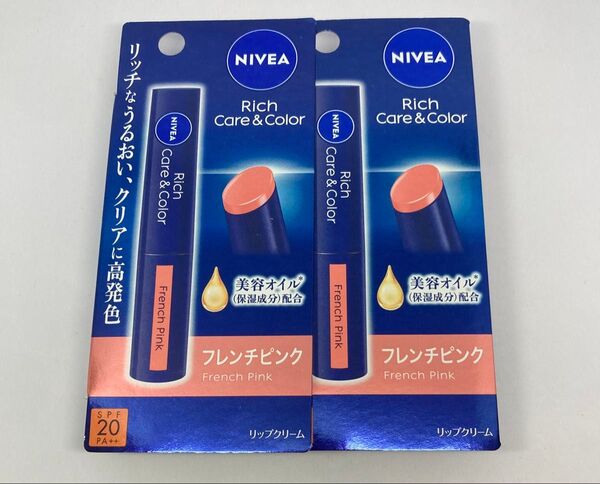 リッチなうるおい、クリアに高発色
NIVEA
Rich
Care & Color
NIVEA
Rich
Care & Color
French Pink
美容オイル*
(保湿成分)配合
フレンチピンク
French Pink
SPF
20
PA++
リップクリーム
NIVEA
Rich
Care & Color
NIVEA
Rich
Care & Color
French Pink
美容オイル*
(保湿成分)配合
フレンチピンク
French Pink
リップクリーム